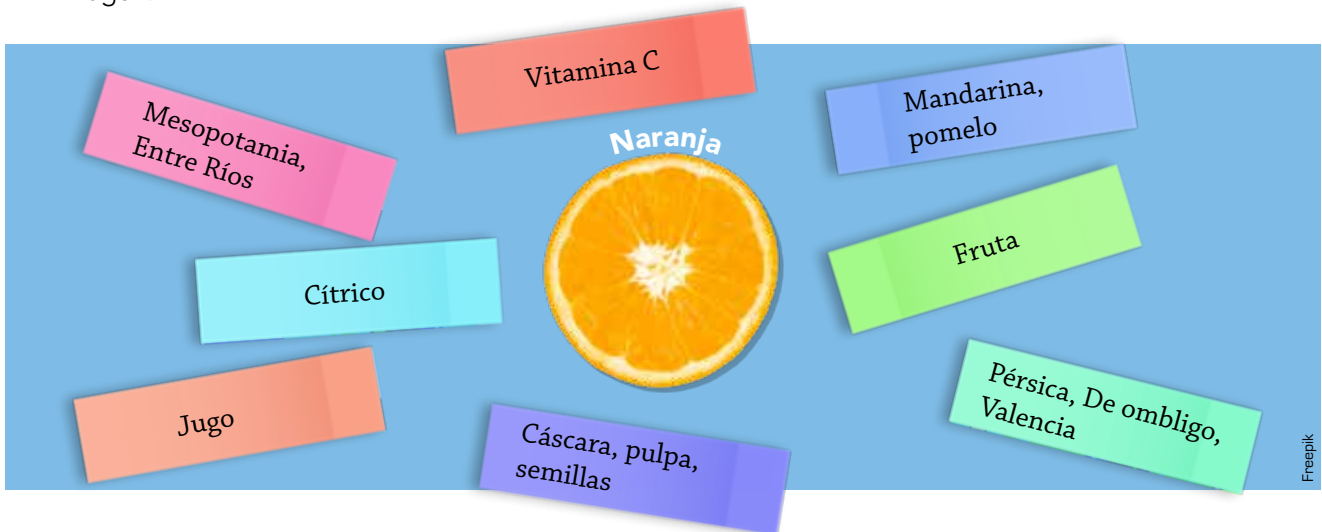 Vitamina C
Mandarina,
pomelo
Mesopotamia,
Entre Ríos
Naranja
Fruta
Cítrico
Pérsica, De ombligo,
Valencia
Jugo
Cáscara, pulpa,
semillas
Freepik